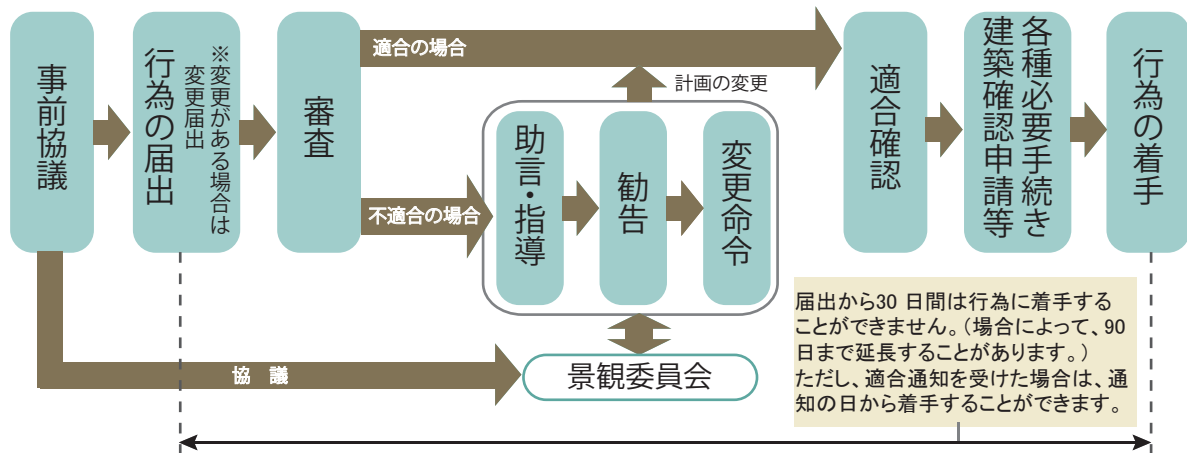 事前協議
行為の届出
※変更がある場合は
変更届出
審査
適合の場合
不適合の場合
計画の変更
助言・指導
勧告
変更命令
適合確認
各種必要手続き
建築確認申請等
行為の着手
協　議
景観委員会
届出から30 日間は行為に着手する
ことができません。（場合によって、90
日まで延長することがあります。）
ただし、適合通知を受けた場合は、通
知の日から着手することができます。